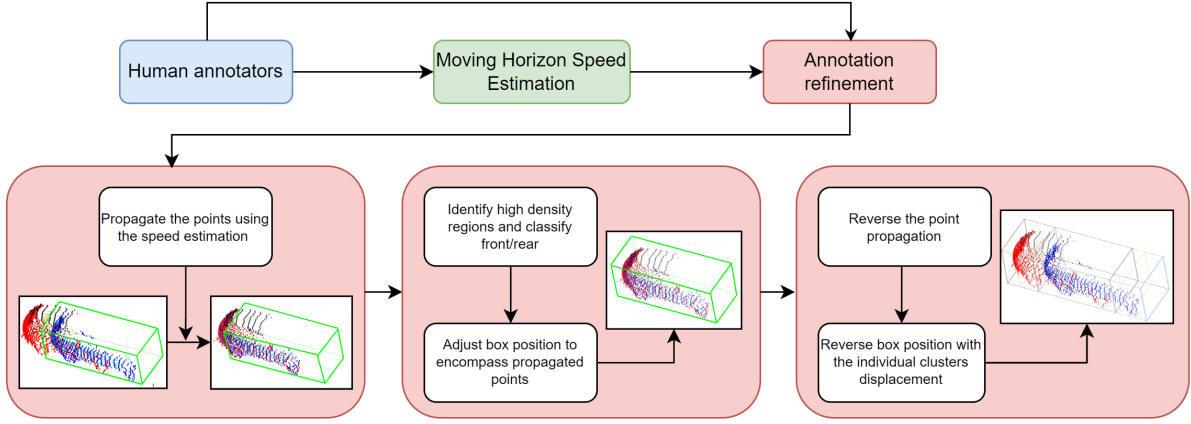 Human annotators
Moving Horizon Speed
Estimation
Annotation
refinement
Propagate the points using
the speed estimation
Identify high density
regions and classify
front/rear
Adjust box position to
encompass propagated
points
Reverse the point
propagation
Reverse box position with
the individual clusters
displacement